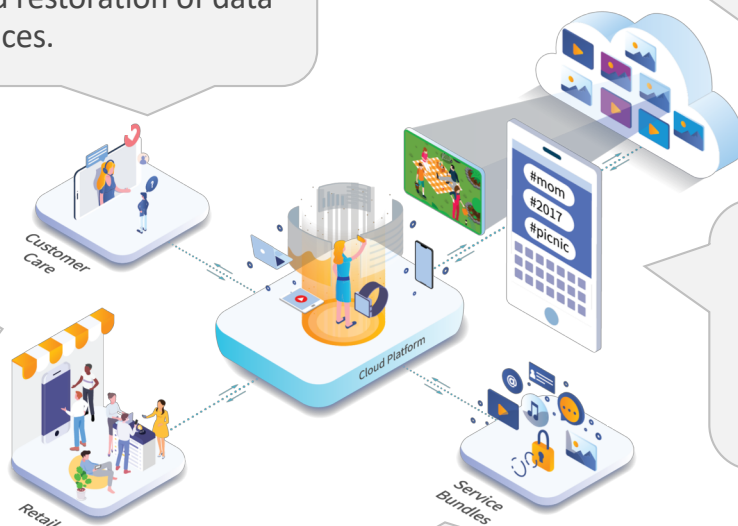 d restoration of data
ces.
#mom
#2017
#picnic
Customer
Care
Cloud Platform
Retail
Service
Bundles